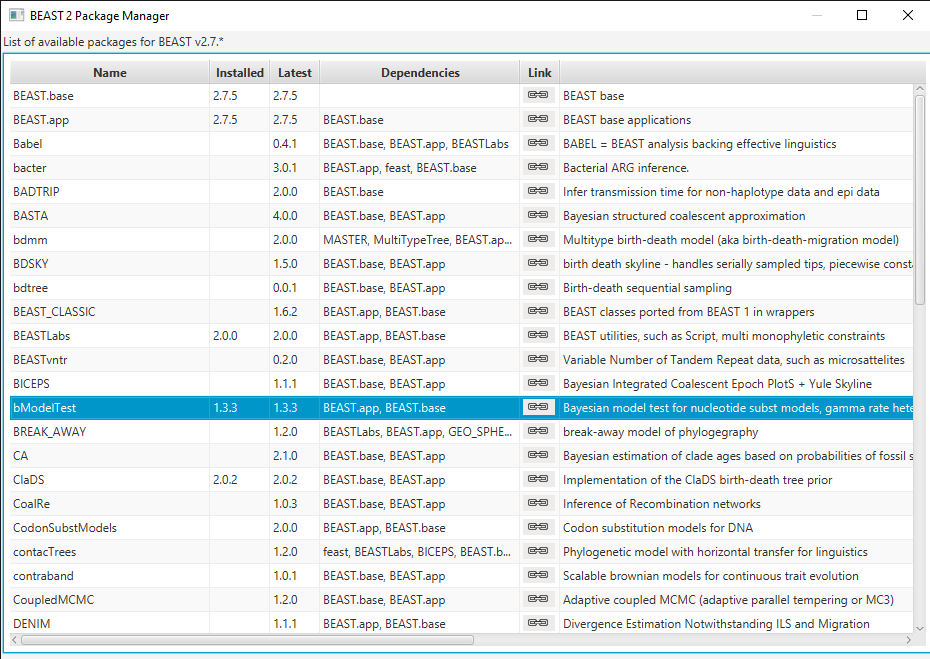 BEAST 2 Package Manager
List of available packages for BEAST v2.7.*
Name Installed Latest Dependencies Link
BEAST.base 2.7.5 2.7.5 BEAST base
BEAST.app 2.7.5 2.7.5 BEAST.base BEAST base applications
Babel 0.4.1 BEAST.base, BEAST.app, BEASTLabs BABEL = BEAST analysis backing effective linguistics
bacter 3.0.1 BEAST.app, feast, BEAST.base Bacterial ARG inference.
BADTRIP 2.0.0 BEAST.base Infer transmission time for non-haplotype data and epi data
BASTA 4.0.0 BEAST.base, BEAST.app Bayesian structured coalescent approximation
bdmm 2.0.0 MASTER, MultiTypeTree, BEAST.ap... Multitype birth-death model (aka birth-death-migration model)
BDSKY 1.5.0 BEAST.base, BEAST.app birth death skyline - handles serially sampled tips, piecewise consta
bdtree 0.0.1 BEAST.base, BEAST.app Birth-death sequential sampling
BEAST_CLASSIC 1.6.2 BEAST.app, BEAST.base BEAST classes ported from BEAST 1 in wrappers
BEASTLabs 2.0.0 2.0.0 BEAST.app, BEAST.base BEAST utilities, such as Script, multi monophyletic constraints
BEASTvntr 0.2.0 BEAST.base, BEAST.app Variable Number of Tandem Repeat data, such as microsattelites
BICEPS 1.1.1 BEAST.base, BEAST.app Bayesian Integrated Coalescent Epoch PlotS + Yule Skyline
bModelTest 1.3.3 1.3.3 BEAST.app, BEAST.base Bayesian model test for nucleotide subst models, gamma rate hete
BREAK_AWAY 1.2.0 BEASTLabs, BEAST.app, GEO_SPHE... break-away model of phylogegraphy
CA 2.1.0 BEAST.base, BEAST.app Bayesian estimation of clade ages based on probabilities of fossil s
ClaDS 2.0.2 2.0.2 BEAST.base, BEAST.app Implementation of the ClaDS birth-death tree prior
CoalRe 1.0.3 BEAST.base, BEAST.app Inference of Recombination networks
CodonSubstModels 2.0.0 BEAST.app, BEAST.base Codon substitution models for DNA
contacTrees 1.2.0 feast, BEASTLabs, BICEPS, BEAST.b... Phylogenetic model with horizontal transfer for linguistics
contraband 1.0.1 BEAST.base, BEAST.app Scalable brownian models for continuous trait evolution
CoupledMCMC 1.2.0 BEAST.base, BEAST.app Adaptive coupled MCMC (adaptive parallel tempering or MC3)
DENIM 1.1.1 BEAST.app, BEAST.base Divergence Estimation Notwithstanding ILS and Migration